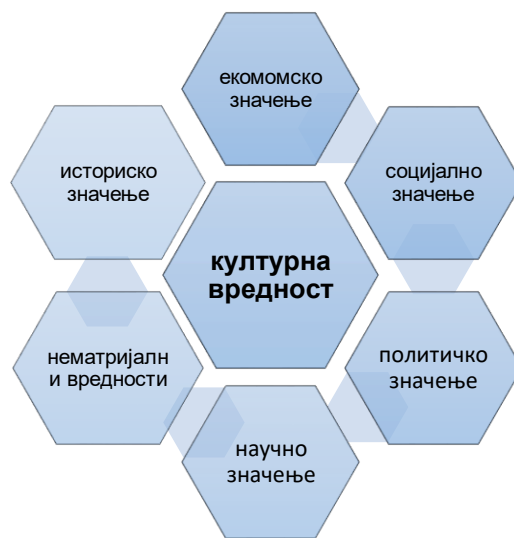 екомомско
значење
историско
значење
социјално
значење
културна
вредност
нематријалн
и вредности
политичко
значење
научно
значење